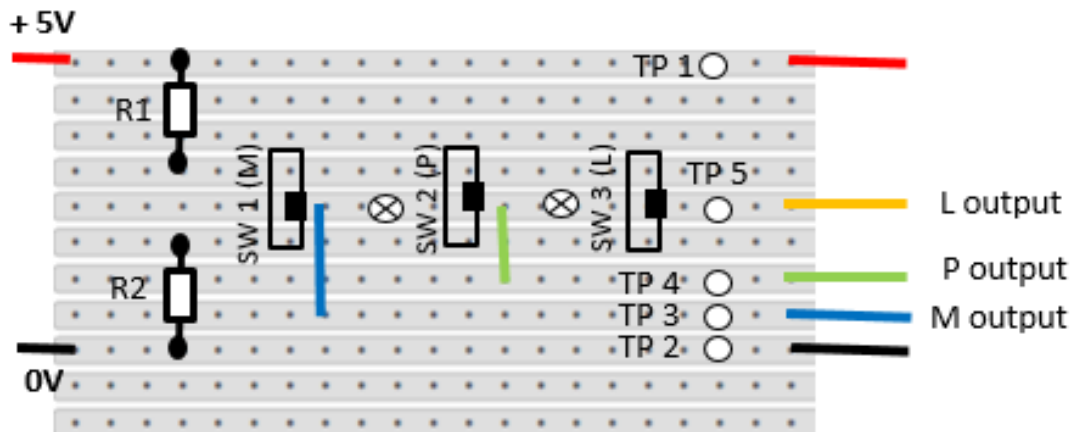 + 5V
TP 1
R1
SW 1 (M)
SW 2 (P)
SW 3 (L)
TP 5
L output
P output
R2
TP 4
M output
TP 3
TP 2
0V